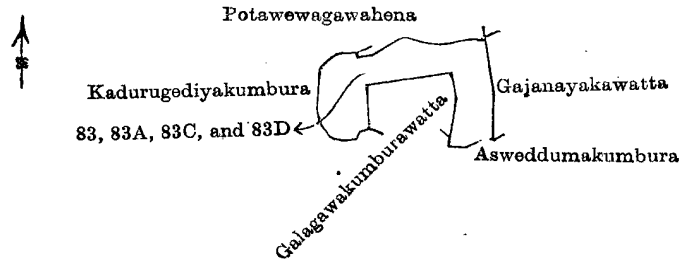 Potawewagawahena
Kadurugediyakumbura
Gajanayakawatta
83, 83A, 83C, and 83D
Asweddumakumbura
Galagawakumburawatta